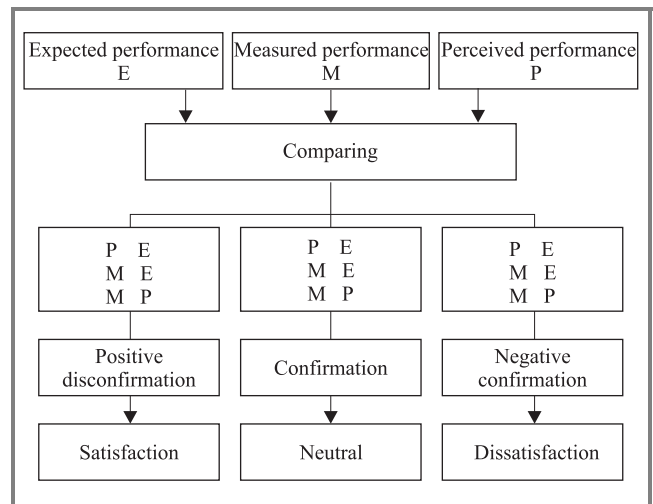 Expected performance
E
Measured performance
M
Perceived performance
P
Comparing
P E
M E
M P
P E
M E
M P
P E
M E
M P
Positive
disconfirmation
Confirmation
Negative
confirmation
Satisfaction
Neutral
Dissatisfaction